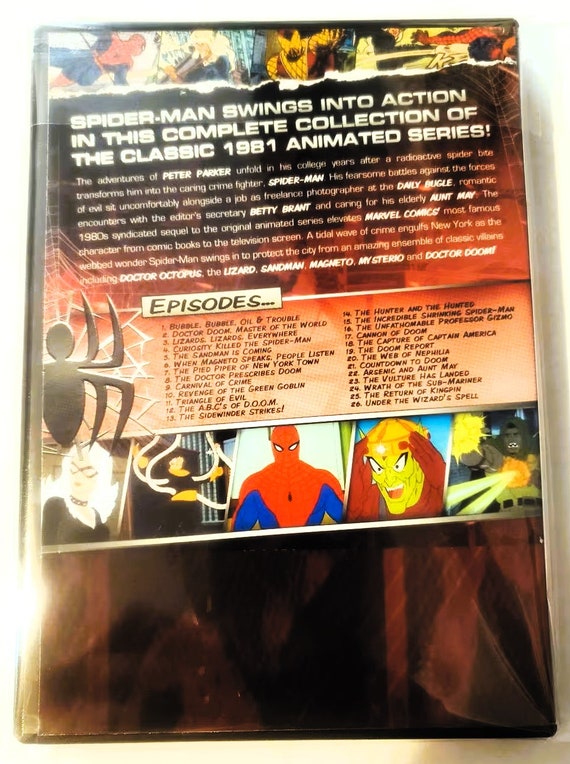 SPIDER-MAN SWINGS INTO ACTION
IN THIS COMPLETE COLLECTION OF
THE CLASSIC 1981 ANIMATED SERIES!
The adventures of PETER PARKER unfold in his college years after a radioactive spider bite
transforms him into the caring crime fighter, SPIDER-MAN. His fearsome battles against the forces
of evil sit uncomfortably alongside a job as freelance photographer at the DAILY BUGLE, romantic
encounters with the editor's secretary BETTY BRANT and caring for his elderly AUNT MAY. The
1980s syndicated sequel to the original animated series elevates MARVEL COMICS' most famous
character from comic books to the television screen. A tidal wave of crime engulfs New York as the
webbed wonder Spider-Man swings in to protect the city from an amazing ensemble of classic villains
including DOCTOR OCTOPUS, the LIZARD, SANDMAN, MAGNETO, MYSTERIO and DOCTOR DOOM!
EPISODES...
1. BUBBLE, BUBBLE, OIL & TROUBLE
2. DOCTOR DOOM, MASTER OF THE WORLD
3. LIZARDS, LIZARDS, EVERYWHERE
4. CURIOSITY KILLED THE SPIDER-MAN
5. THE SANDMAN IS COMING
6. WHEN MAGNETO SPEAKS, PEOPLE LISTEN
7. THE PIED PIPER OF NEW YORK TOWN
8. THE DOCTOR PRESCRIBES DOOM
9. CARNIVAL OF CRIME
10. REVENGE OF THE GREEN GOBLIN
11. TRIANGLE OF EVIL
12. THE A.B.C'S OF D.O.O.M.
13. THE SIDEWINDER STRIKES!
14. THE HUNTER AND THE HUNTED
15. THE INCREDIBLE SHRINKING SPIDER-MAN
16. THE UNFATHOMABLE PROFESSOR GIZMO
17. CANNON OF DOOM
18. THE CAPTURE OF CAPTAIN AMERICA
19. THE DOOM REPORT
20. THE WEB OF NEPHILIA
21. COUNTDOWN TO DOOM
22. ARSENIC AND AUNT MAY
23. THE VULTURE HAS LANDED
24. WRATH OF THE SUB-MARINER
25. THE RETURN OF KINGPIN
26. UNDER THE WIZARD'S SPELL